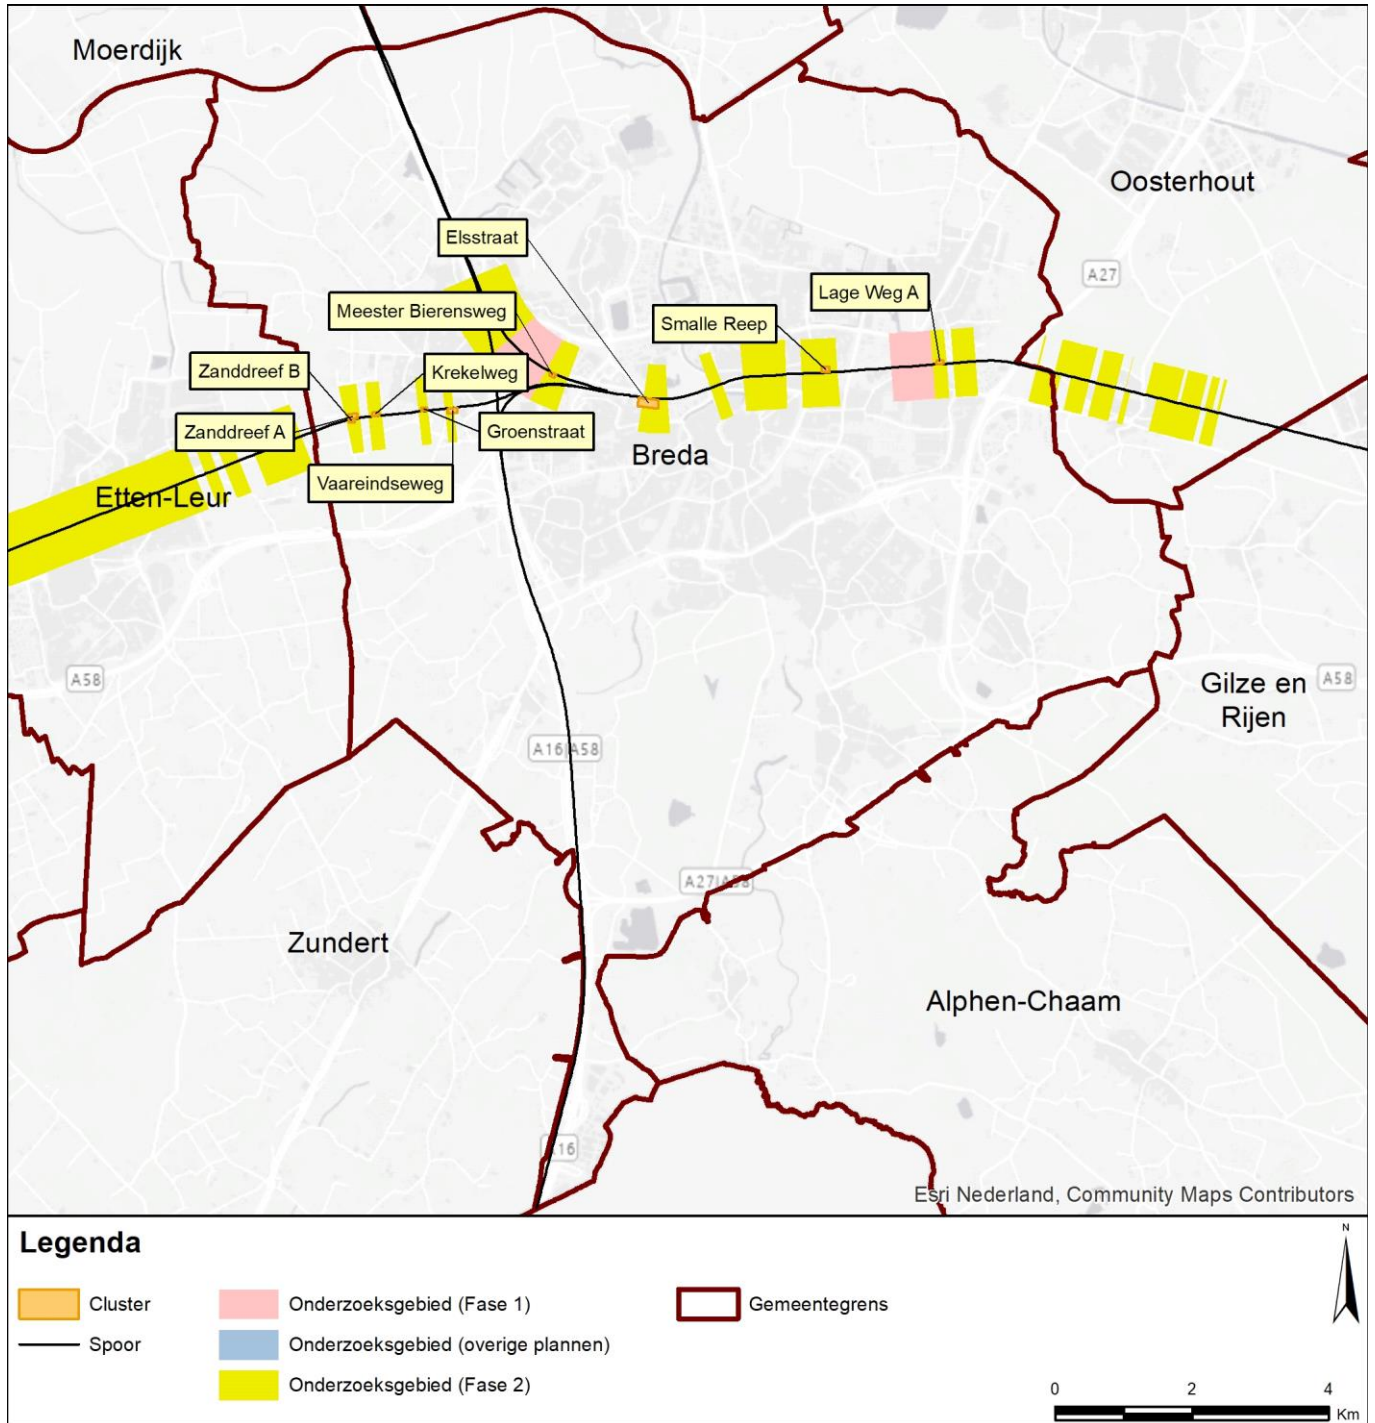 Moerdijk
Oosterhout
A27
Elsstraat
Lage Weg A
Meester Bierensweg
Smalle Reep
Zanddreef B
Krekelweg
Zanddreef A
Groenstraat
Breda
Vaareindseweg
Etten-Leur
A58
Gilze en
Rijen
A58
A16|A58
A27|A58
Zundert
Alphen-Chaam
A16
Esri Nederland, Community Maps Contributors
Legenda
N
Cluster
Onderzoeksgebied (Fase 1)
Gemeentegrens
Spoor
Onderzoeksgebied (overige plannen)
Onderzoeksgebied (Fase 2)
0 2 4
Km